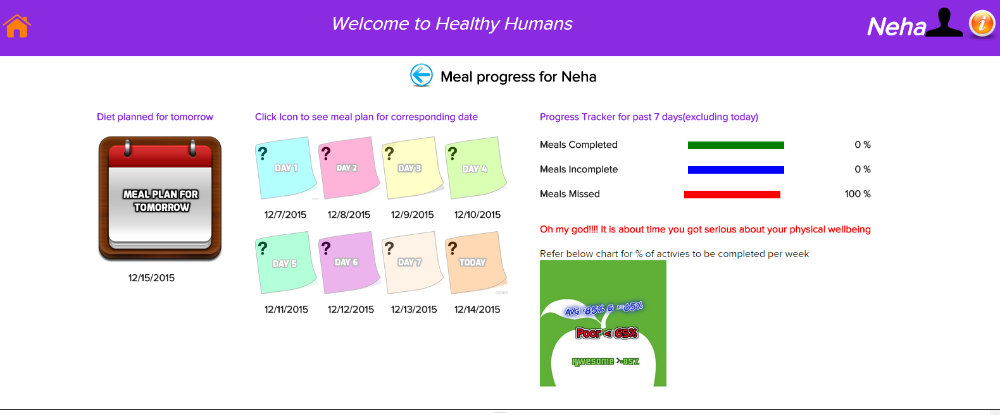 Welcome to Healthy Humans
Neha
i
Meal progress for Neha
Diet planned for tomorrow
MEAL PLAN FOR
TOMORROW
12/15/2015
Click Icon to see meal plan for corresponding date
? ? ? ?
DAY 1 DAY 2 DAY 3 DAY 4
12/7/2015 12/8/2015 12/9/2015 12/10/2015
? ? ? ?
DAY 5 DAY 6 DAY 7 TODAY
12/11/2015 12/12/2015 12/13/2015 12/14/2015
Progress Tracker for past 7 days(excluding today)
Meals Completed 0 %
Meals Incomplete 0 %
Meals Missed 100 %
Oh my god!!!! It is about time you got serious about your physical wellbeing
Refer below chart for % of activies to be completed per week
AVG <85% & >=65%
Poor < 65%
Awesome >=85%